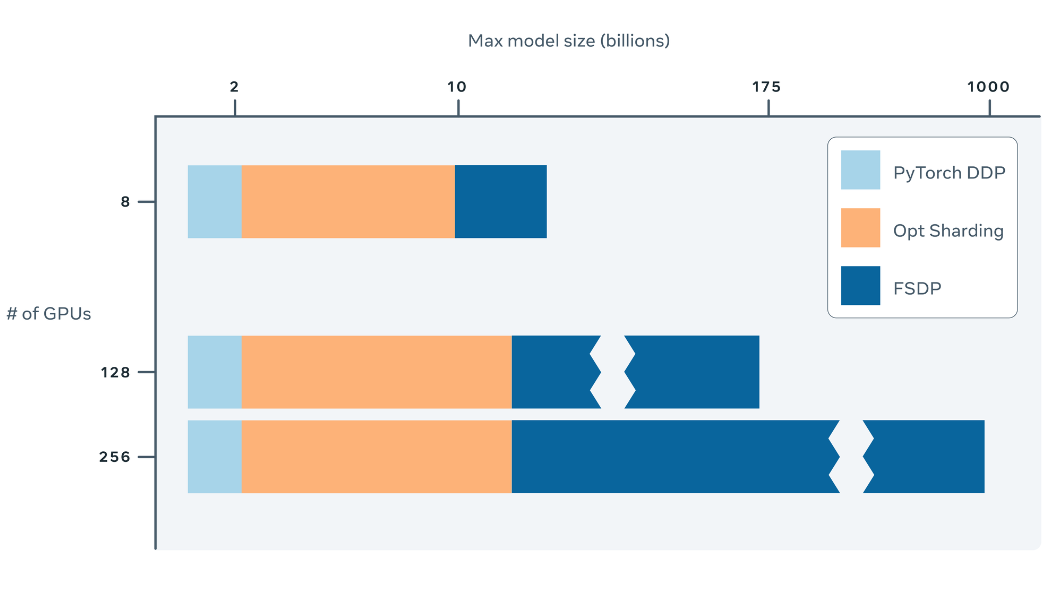 Max model size (billions)
2 10 175 1000
PyTorch DDP
8
Opt Sharding
FSDP
# of GPUs
128
256